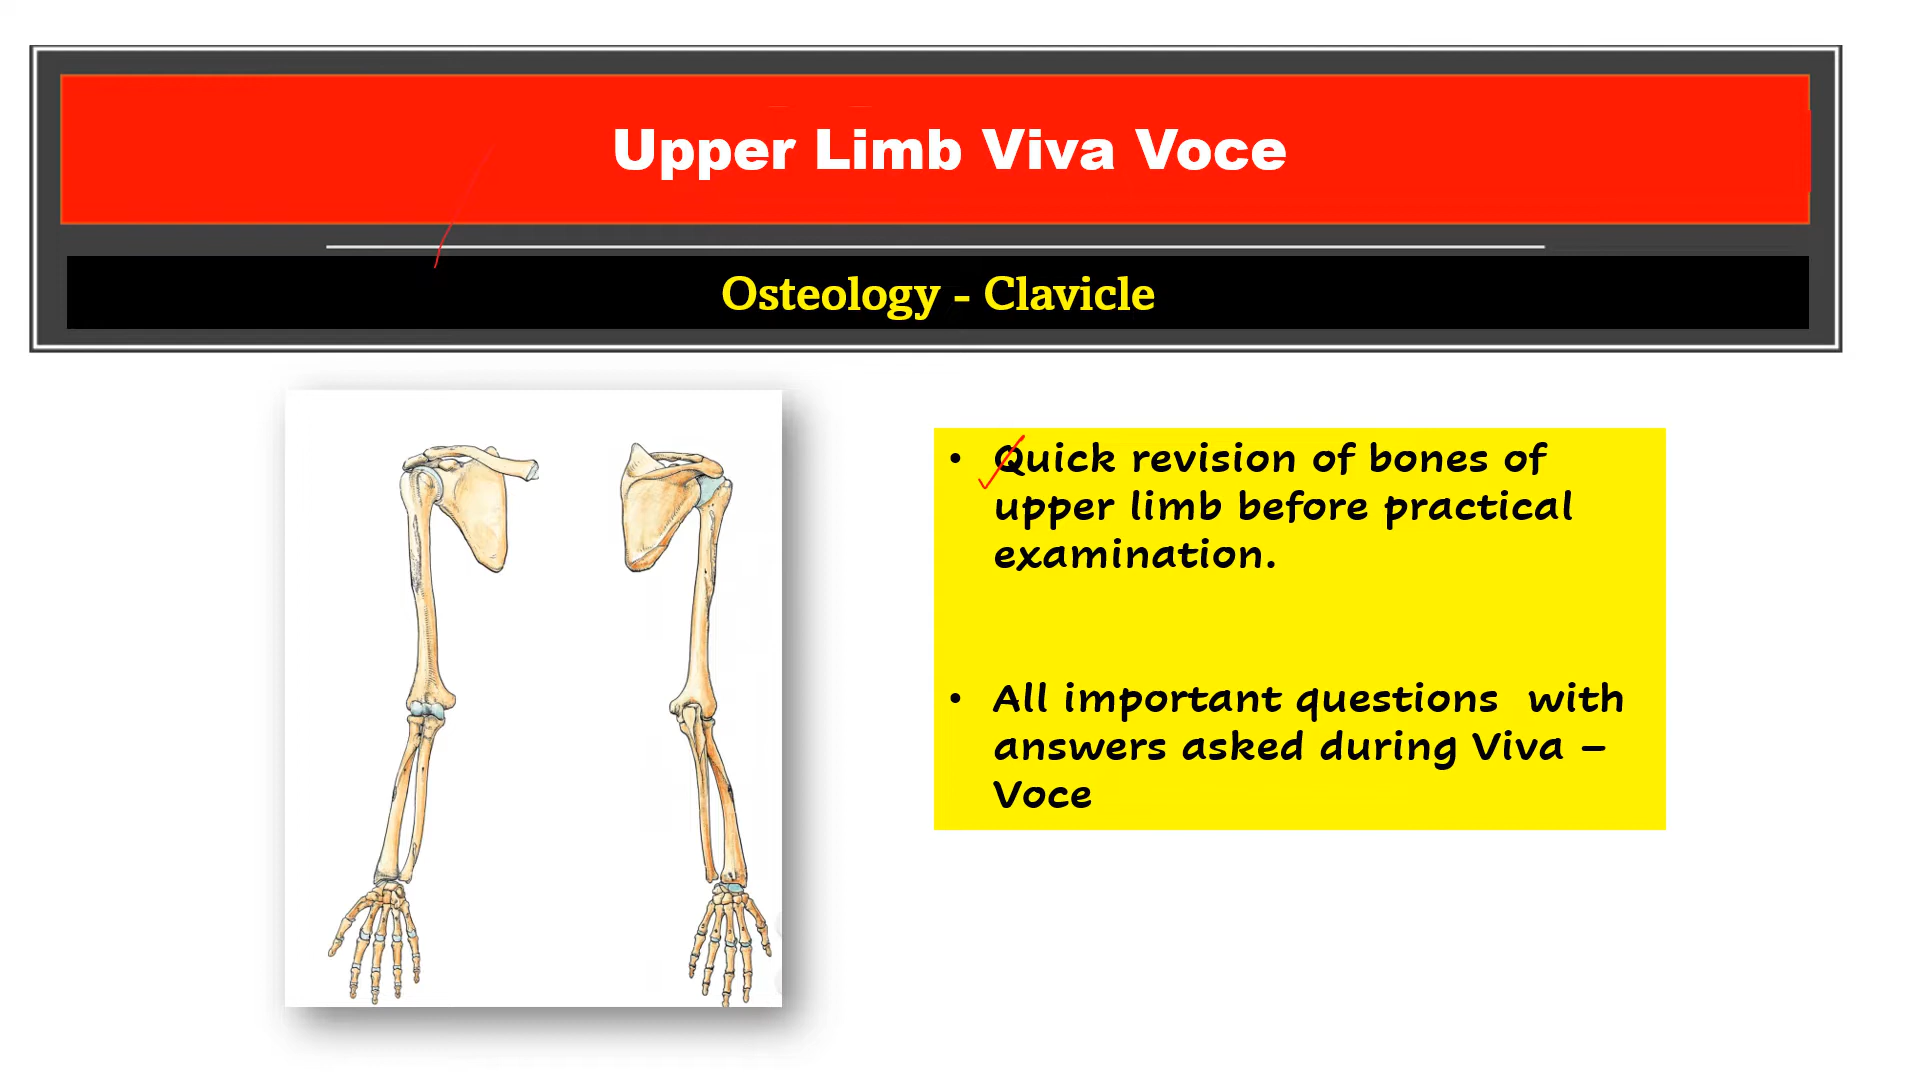 Upper Limb Viva Voce
Osteology - Clavicle
• Quick revision of bones of
upper limb before practical
examination.
• All important questions  with
answers asked during Viva –
Voce